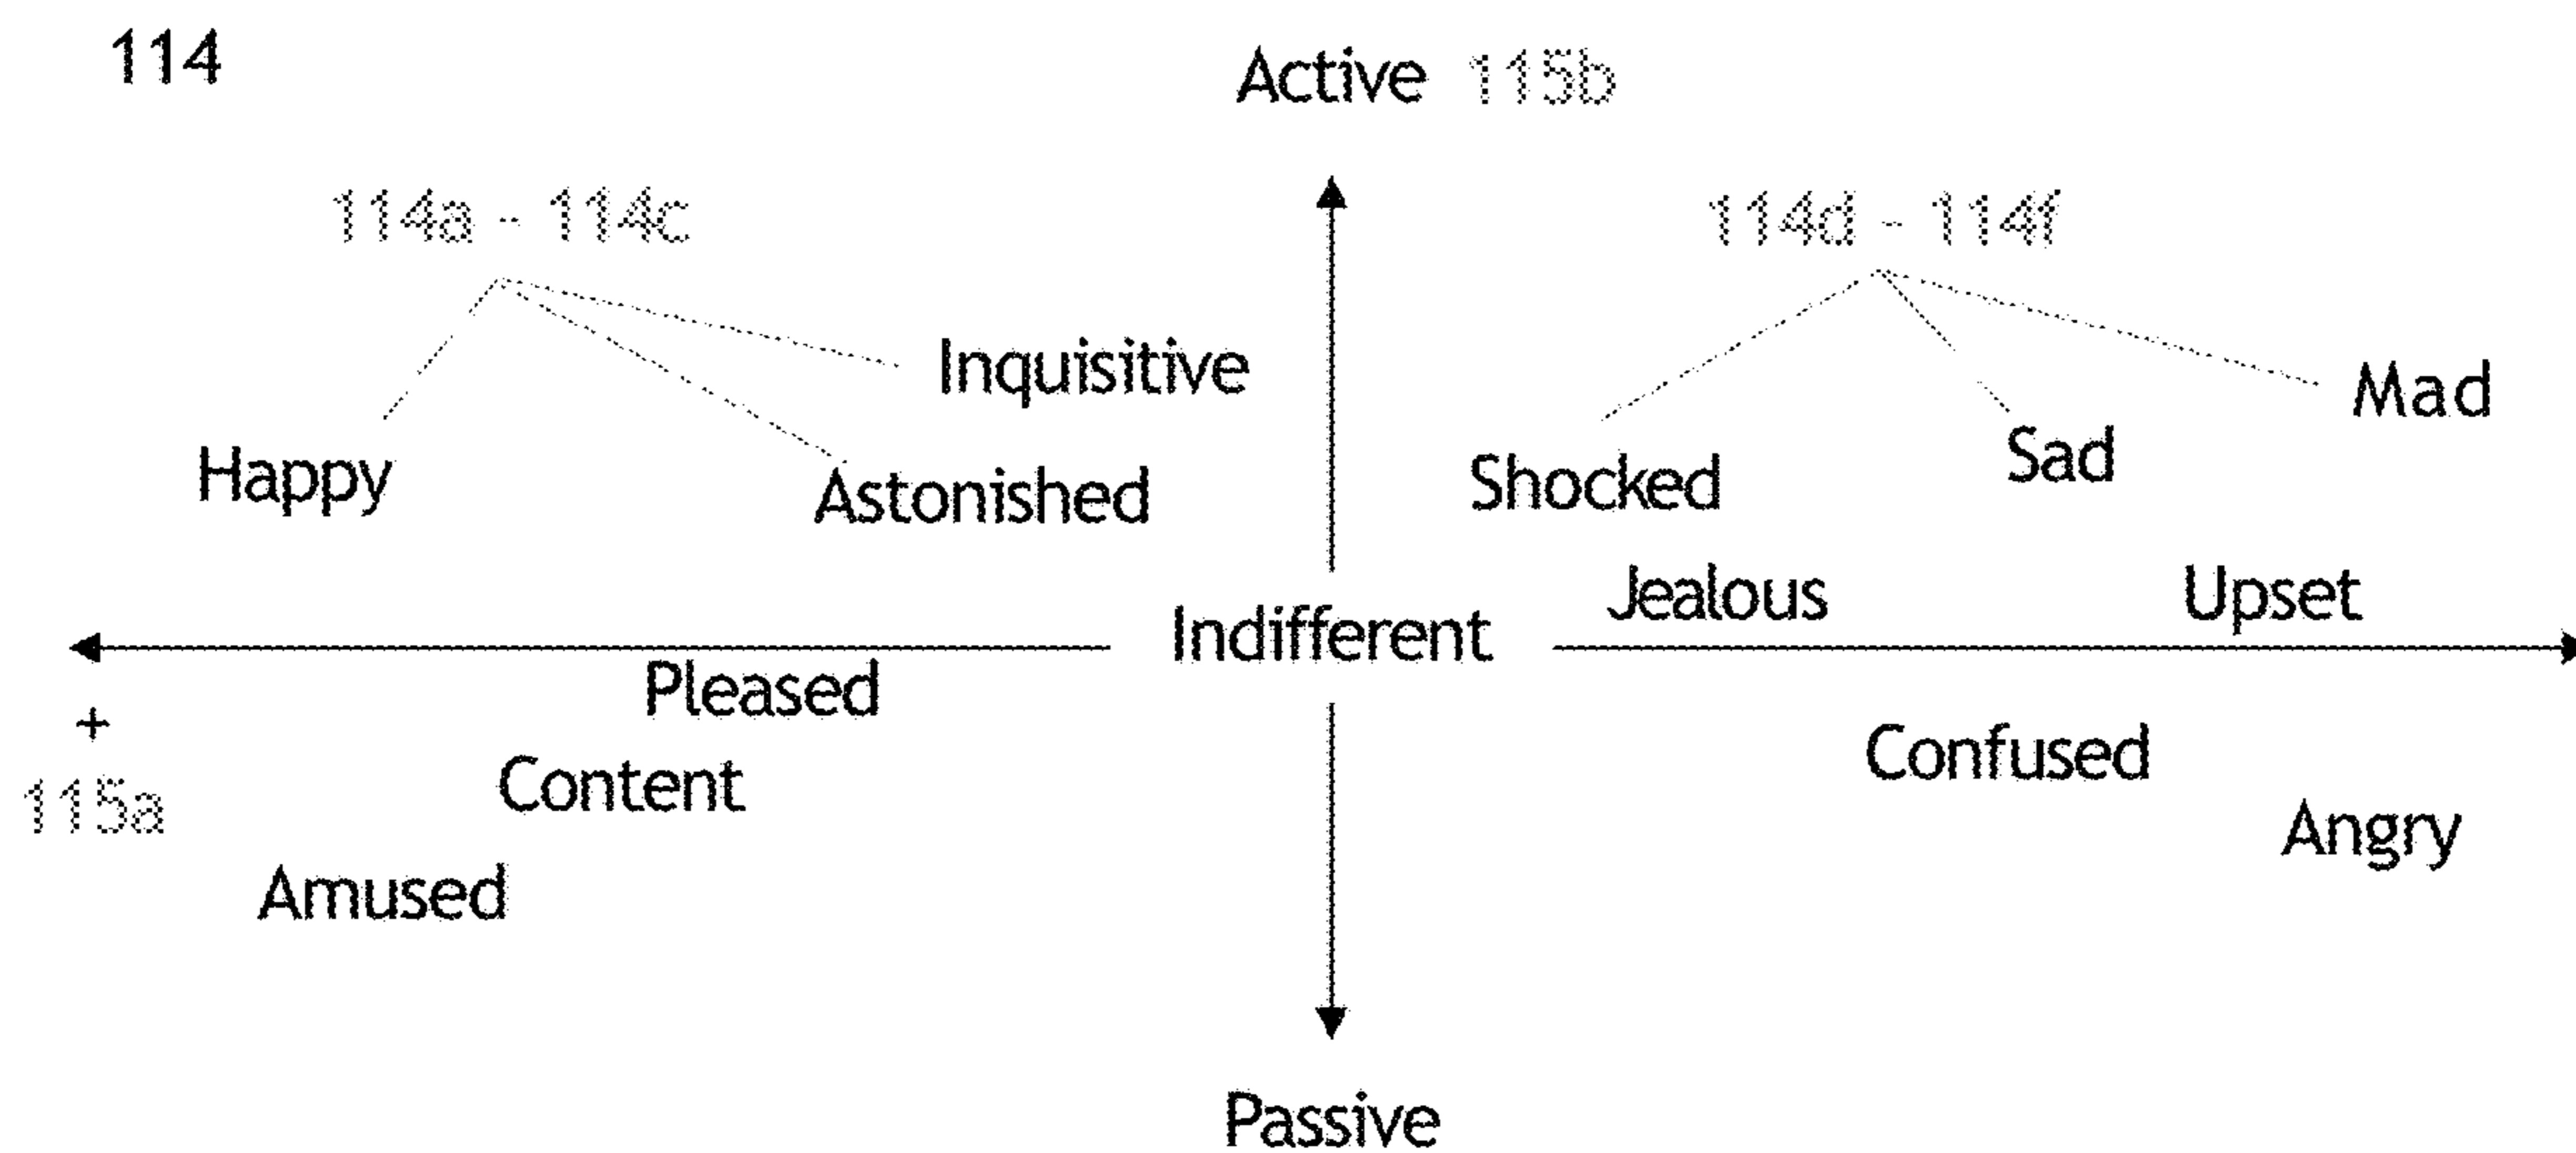 114
Active 115b
114a - 114c
114d - 114f
Inquisitive
Mad
Happy
Astonished
Shocked
Sad
Jealous
Upset
Indifferent
Pleased
+
Confused
Content
115a
Angry
Amused
Passive